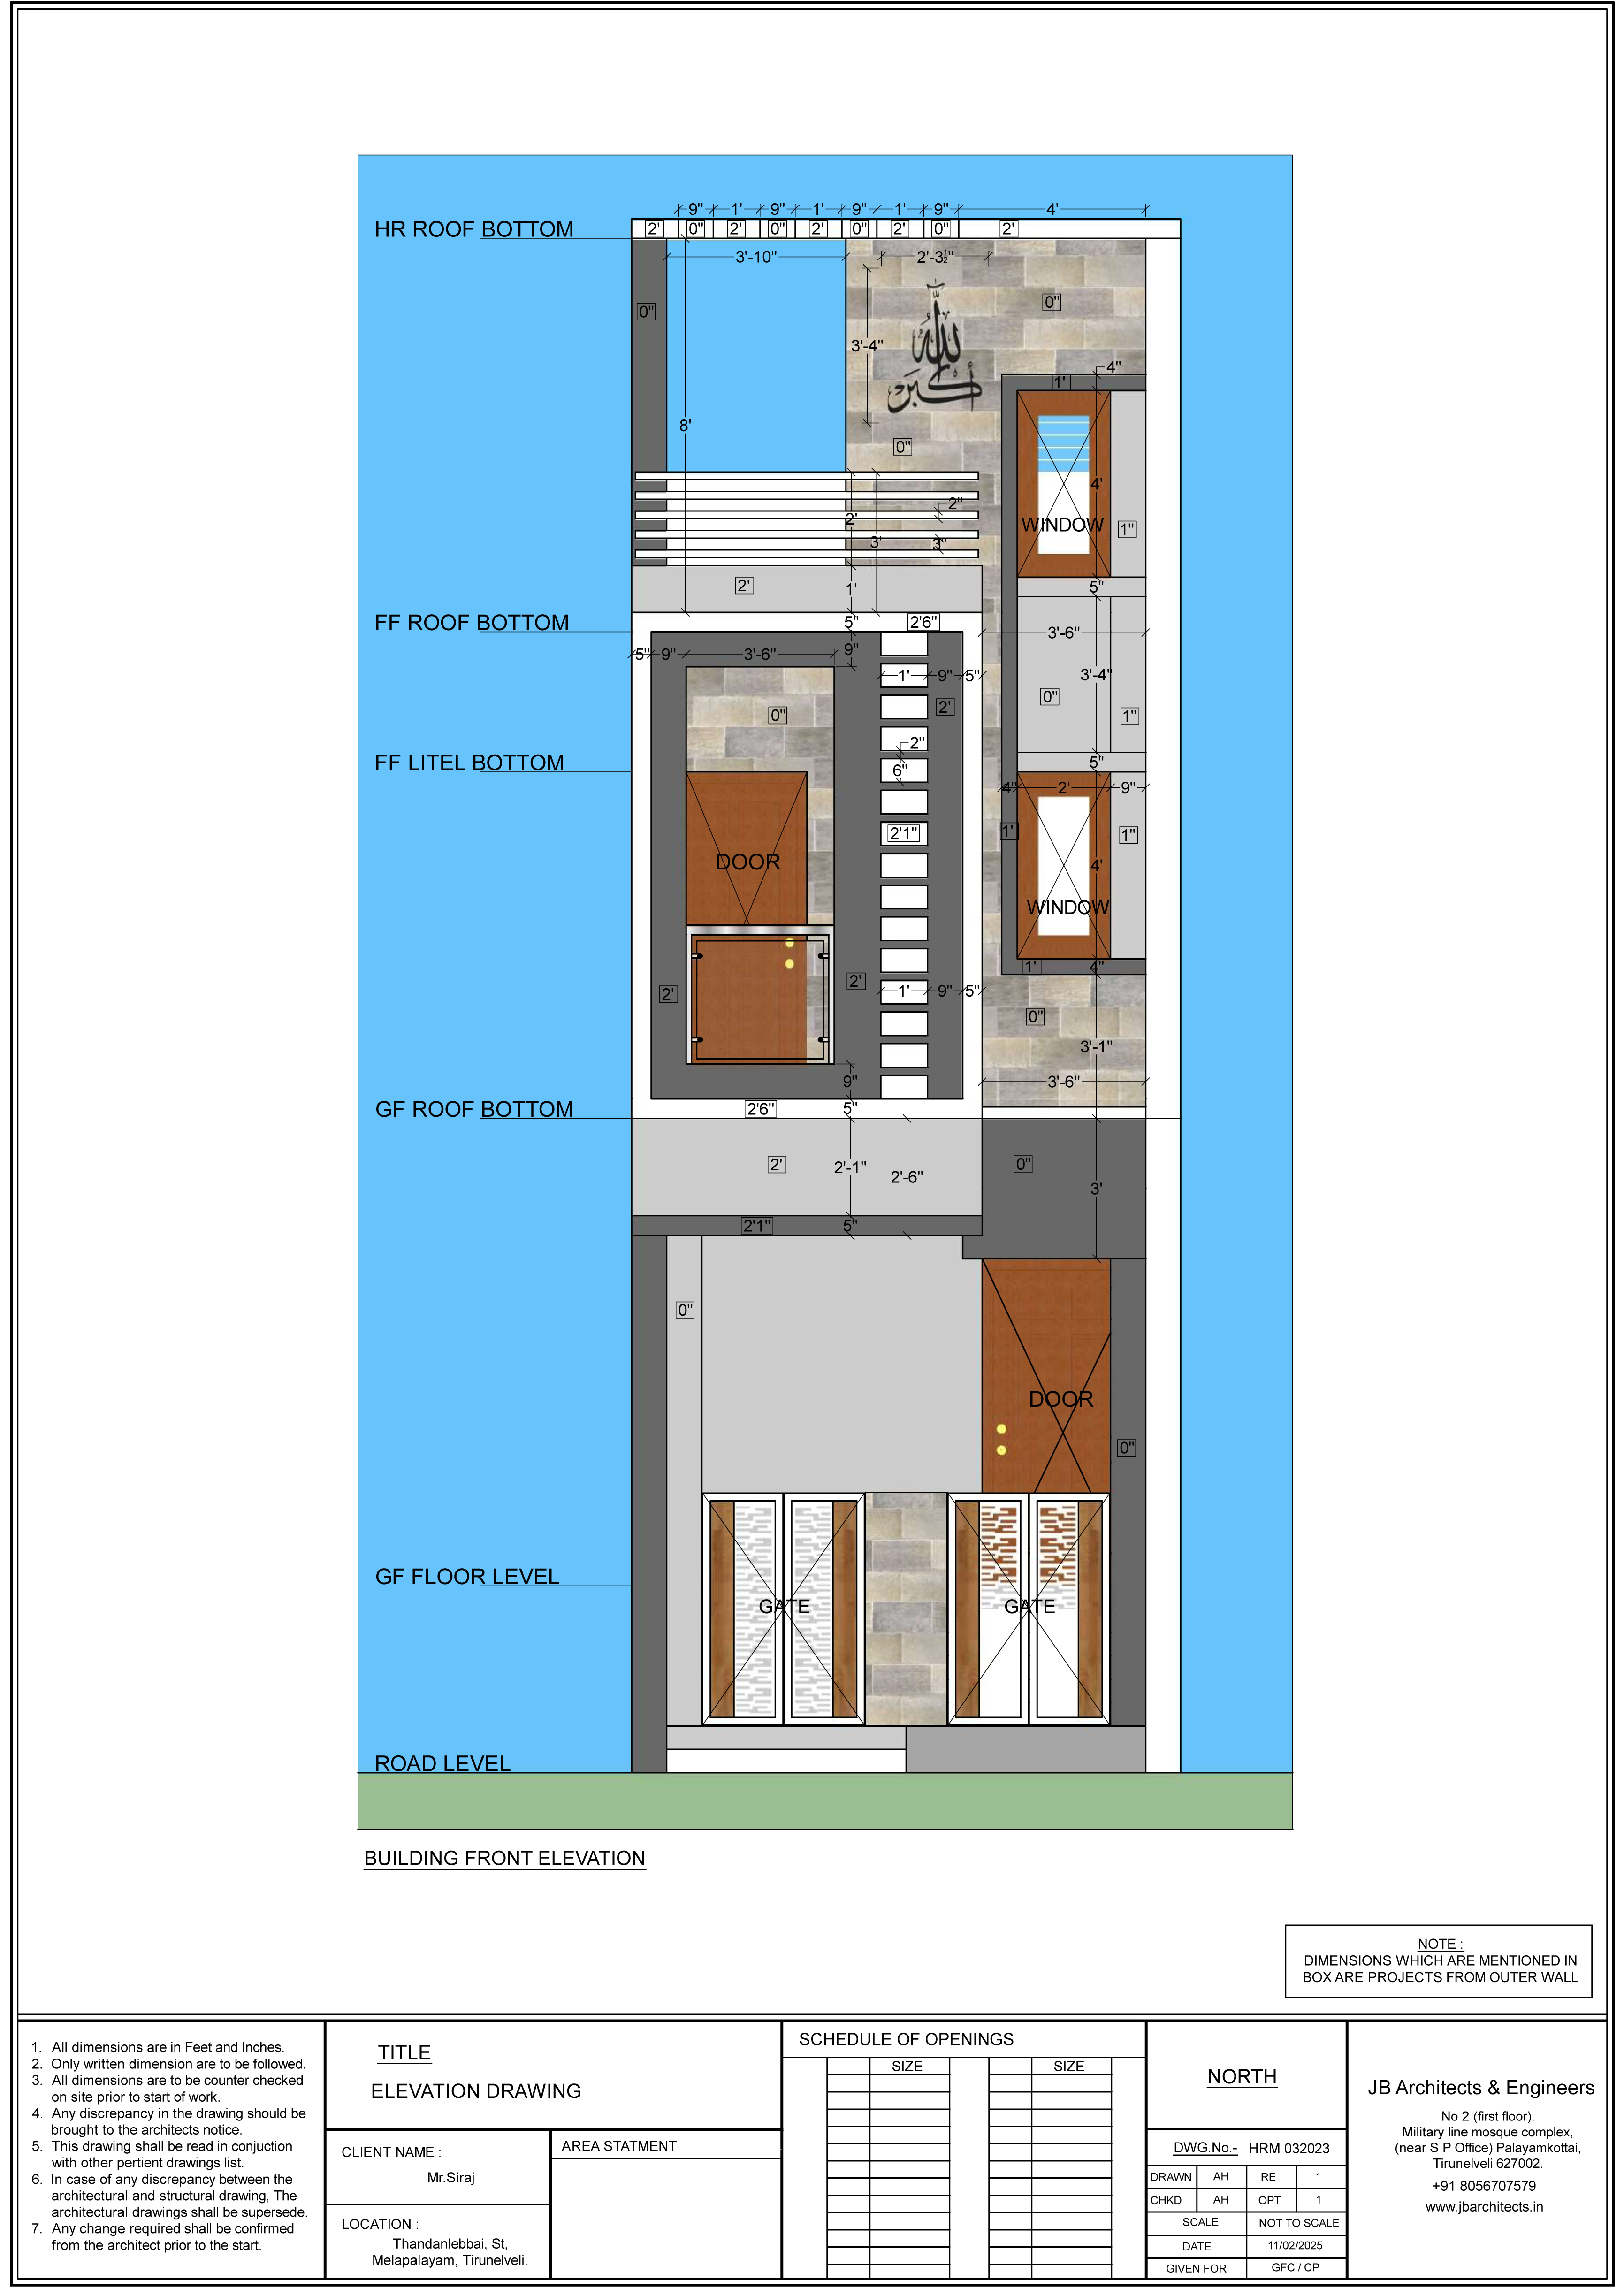 9" 1' 9" 1' 9" 1' 9" 4'
HR ROOF BOTTOM
2' 0" 2' 0" 2' 0" 2' 0" 2'
3'-10" 2'-3½"
0" 0"
الله
أكبر
3'-4"
4"
1'
8'
0"
4'
2"
2'
WINDOW
1"
3"
3'
2' 1'
5"
FF ROOF BOTTOM
5" 2'6"
3'-6"
5" 9" 3'-6" 9"
1' 9" 5"
3'-4"
0"
2'
0" 1"
2"
FF LITEL BOTTOM
5"
6"
4" 2' 9"
2'1"
1' 1"
DOOR
4'
WINDOW
1' 4"
2'
2'
1' 9" 5"
0"
3'-1"
9"
3'-6"
GF ROOF BOTTOM
2'6" 5"
2' 2'-1" 2'-6"
0"
3'
2'1" 5"
0"
DOOR
0"
GF FLOOR LEVEL
GATE GATE
ROAD LEVEL
BUILDING FRONT ELEVATION
NOTE :
DIMENSIONS WHICH ARE MENTIONED IN
BOX ARE PROJECTS FROM OUTER WALL
1. All dimensions are in Feet and Inches.
2. Only written dimension are to be followed.
3. All dimensions are to be counter checked
on site prior to start of work.
4. Any discrepancy in the drawing should be
brought to the architects notice.
5. This drawing shall be read in conjuction
with other pertient drawings list.
6. In case of any discrepancy between the
architectural and structural drawing, The
architectural drawings shall be supersede.
7. Any change required shall be confirmed
from the architect prior to the start.
TITLE
ELEVATION DRAWING
CLIENT NAME :
Mr.Siraj
LOCATION :
Thandanlebbai, St,
Melapalayam, Tirunelveli.
AREA STATMENT
SCHEDULE OF OPENINGS
SIZE SIZE
NORTH
DWG.No.- HRM 032023
DRAWN AH RE 1
CHKD AH OPT 1
SCALE NOT TO SCALE
DATE 11/02/2025
GIVEN FOR GFC / CP
JB Architects & Engineers
No 2 (first floor),
Military line mosque complex,
(near S P Office) Palayamkottai,
Tirunelveli 627002.
+91 8056707579
www.jbarchitects.in